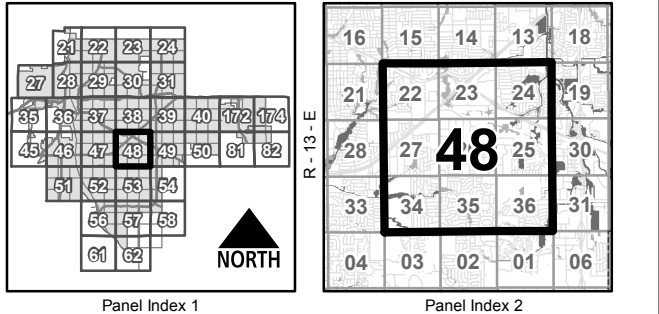 21 22 23 24
27 28 29 30 31
35 36 37 38 39 40 172 174
45 46 47 48 49 50 81 82
51 52 53 54
56 57 58
61 62
NORTH
Panel Index 1
R - 13 - E
16 15 14 13 18
21 22 23 24 19
28 27 48 25 30
33 34 35 36 31
04 03 02 01 06
Panel Index 2